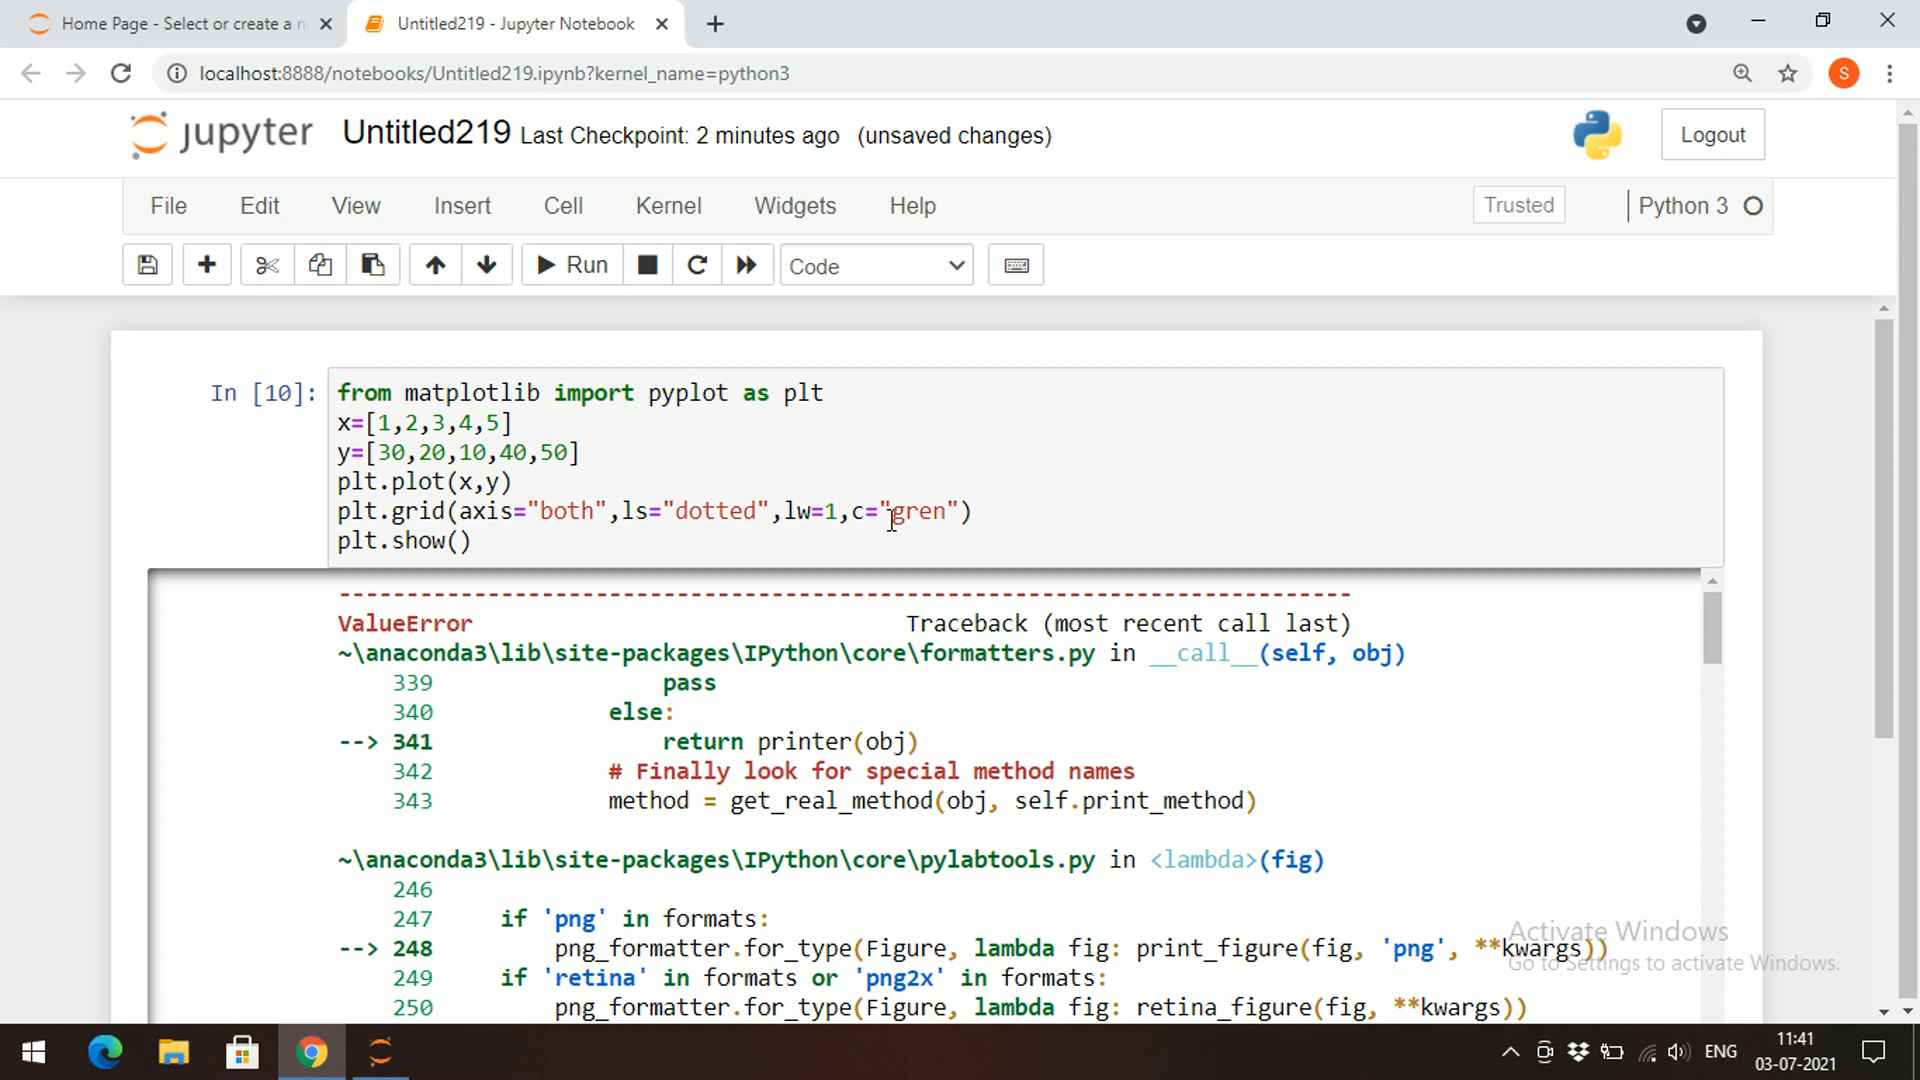 Home Page - Select or create a n
Untitled219 - Jupyter Notebook
localhost:8888/notebooks/Untitled219.ipynb?kernel_name=python3
S
jupyter Untitled219 Last Checkpoint: 2 minutes ago (unsaved changes)
Logout
File Edit View Insert Cell Kernel Widgets Help
Trusted
Python 3
Run
Code
In [10]:
from matplotlib import pyplot as plt
x=[1,2,3,4,5]
y=[30,20,10,40,50]
plt.plot(x,y)
plt.grid(axis="both",ls="dotted",lw=1,c="gren")
plt.show()
---------------------------------------------------------------------------
ValueError                                Traceback (most recent call last)
~\anaconda3\lib\site-packages\IPython\core\formatters.py in __call__(self, obj)
    339                 pass
    340             else:
--> 341                 return printer(obj)
    342             # Finally look for special method names
    343             method = get_real_method(obj, self.print_method)
~\anaconda3\lib\site-packages\IPython\core\pylabtools.py in <lambda>(fig)
    246
    247     if 'png' in formats:
--> 248         png_formatter.for_type(Figure, lambda fig: print_figure(fig, 'png', **kwargs))
    249     if 'retina' in formats or 'png2x' in formats:
    250         png_formatter.for_type(Figure, lambda fig: retina_figure(fig, **kwargs))
Activate Windows
Go to Settings to activate Windows.
ENG
11:41
03-07-2021